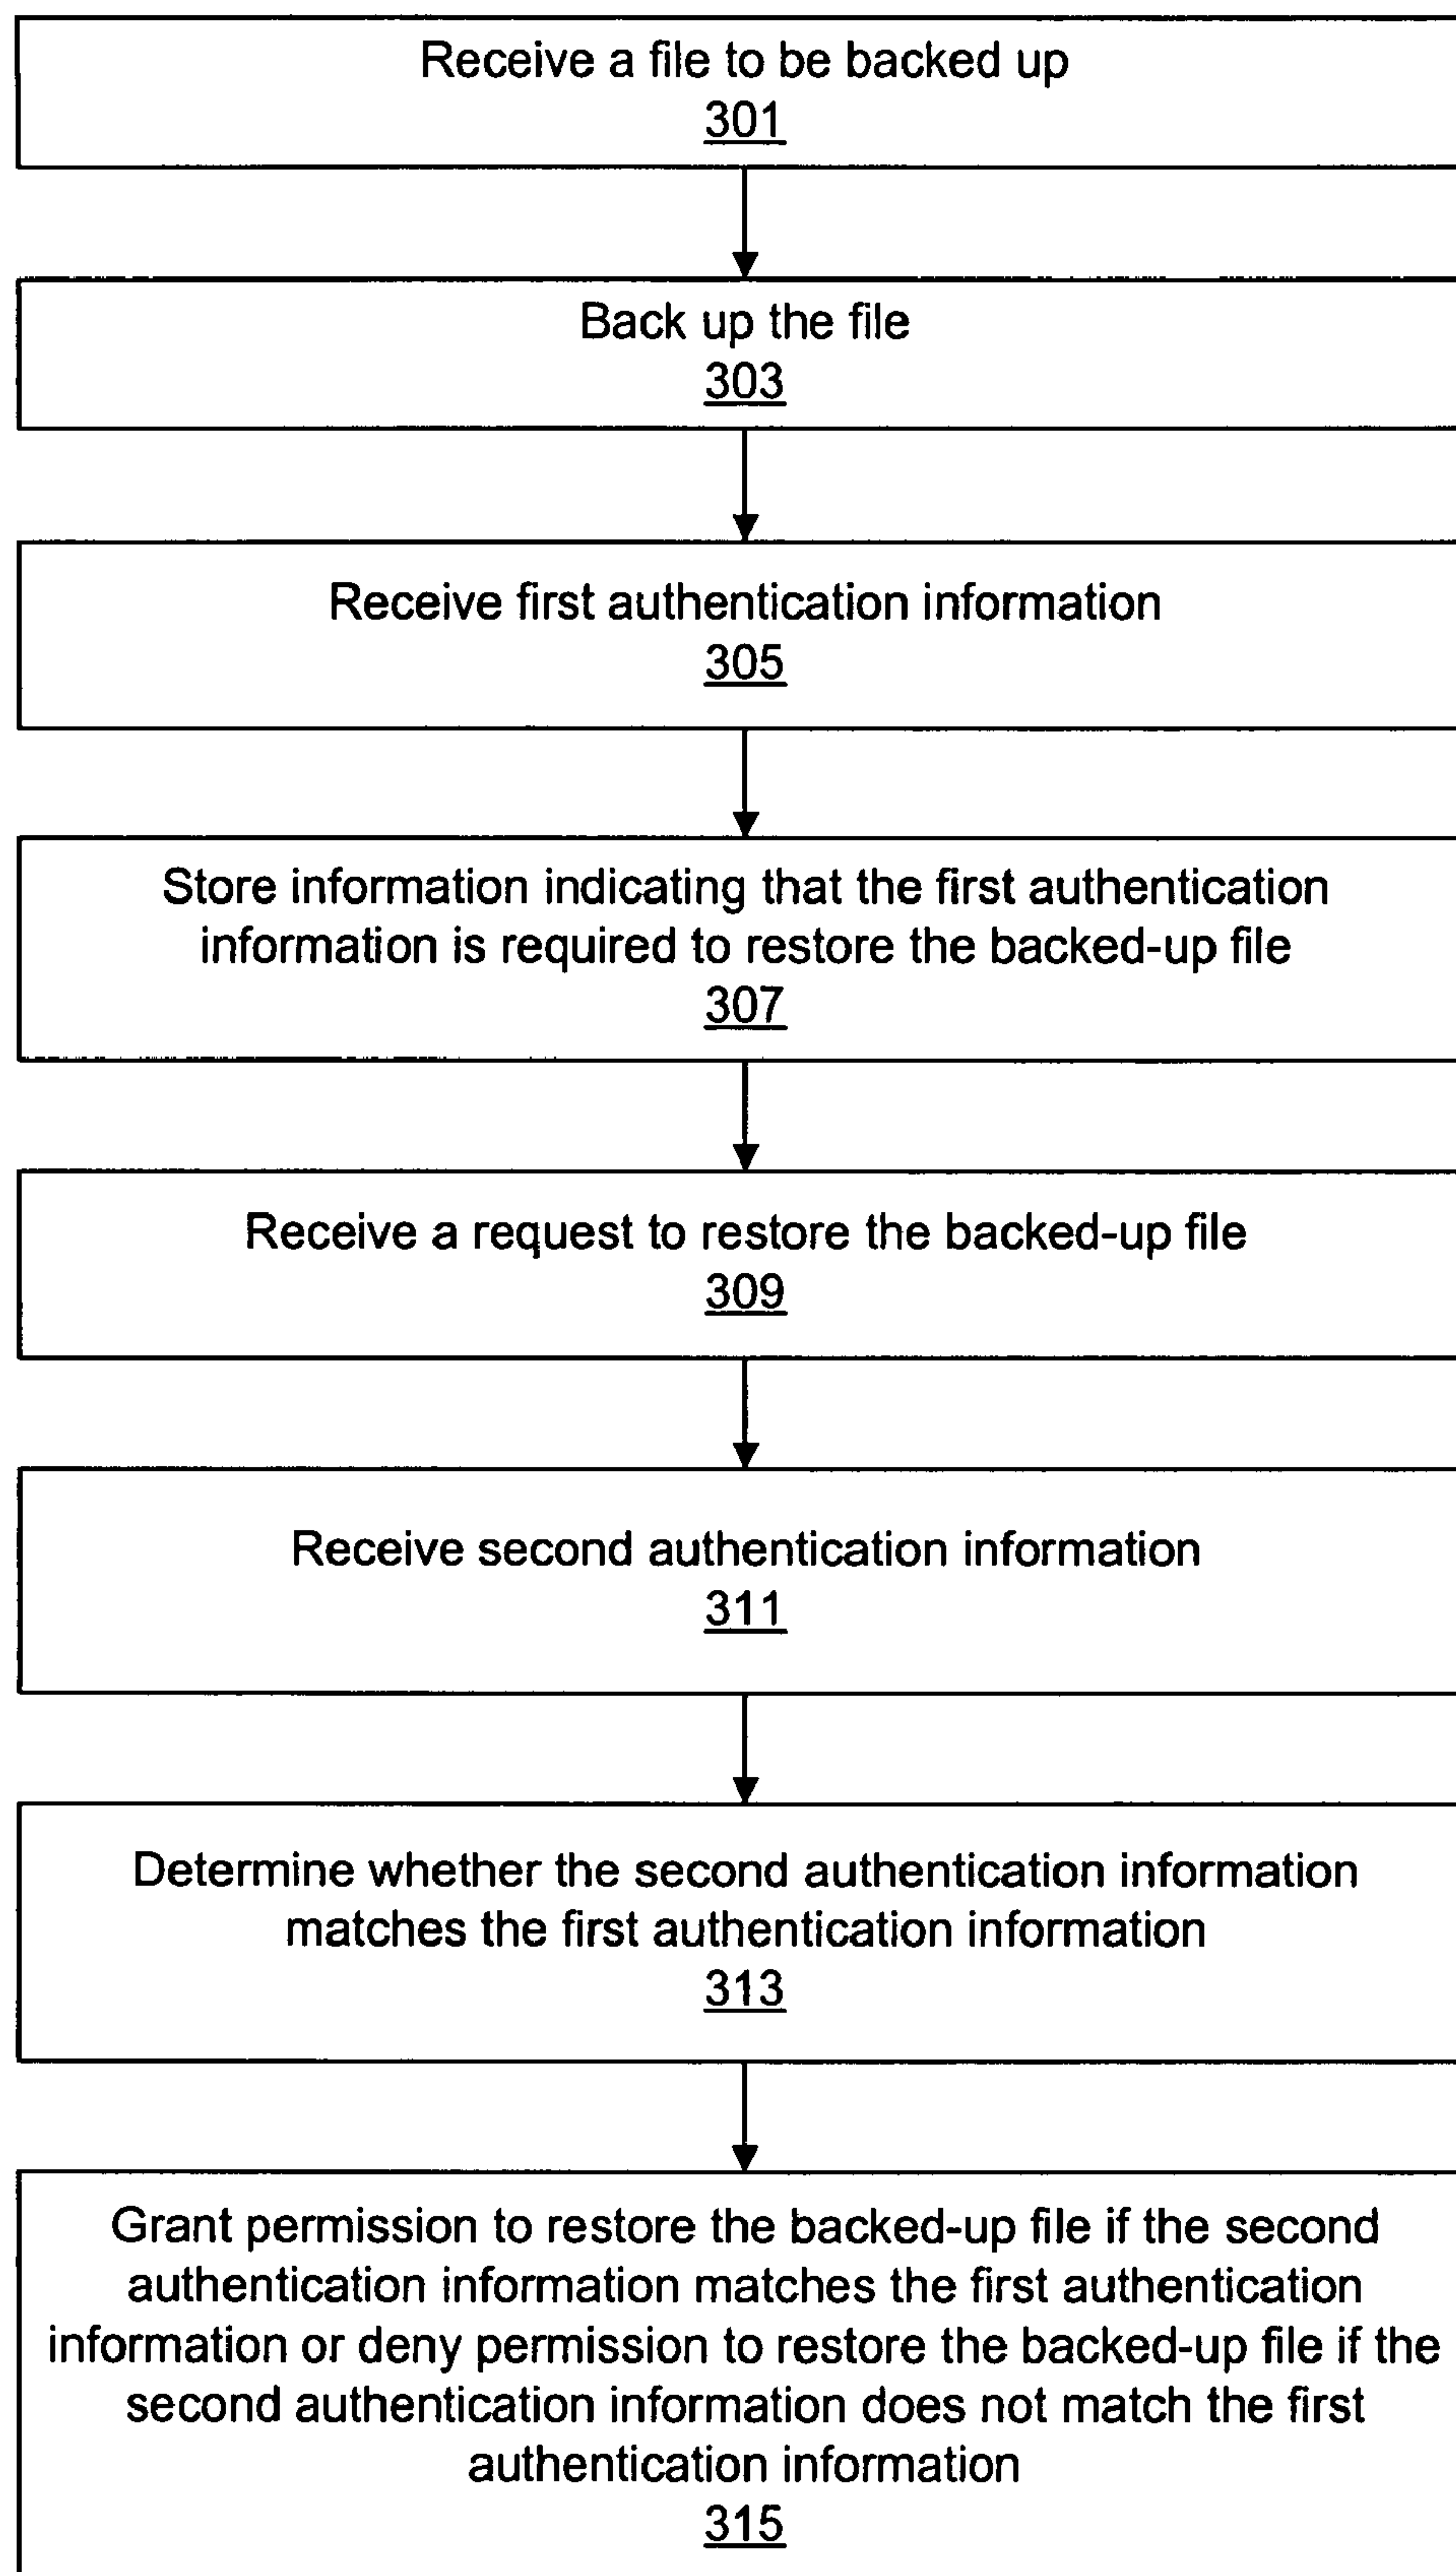 Receive a file to be backed up
301
Back up the file
303
Receive first authentication information
305
Store information indicating that the first authentication
information is required to restore the backed-up file
307
Receive a request to restore the backed-up file
309
Receive second authentication information
311
Determine whether the second authentication information
matches the first authentication information
313
Grant permission to restore the backed-up file if the second
authentication information matches the first authentication
information or deny permission to restore the backed-up file if the
second authentication information does not match the first
authentication information
315